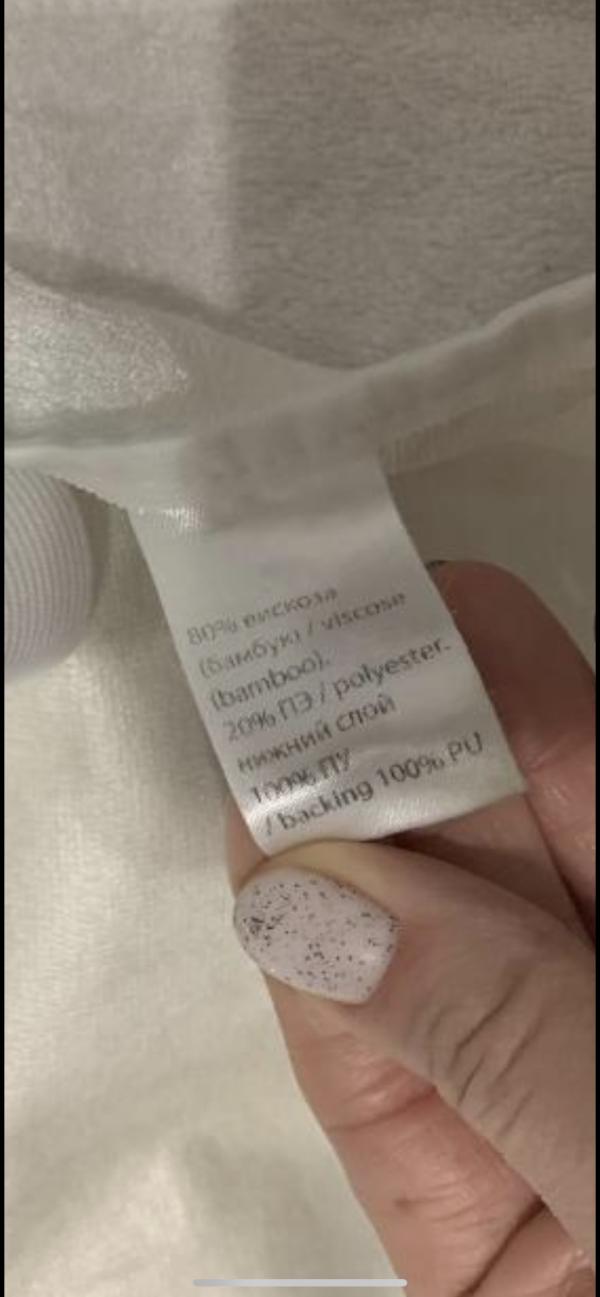 80% вискоза
(бамбук) / viscose
(bamboo),
20% ПЭ / polyester.
нижний слой
100% ПУ
/ backing 100% PU